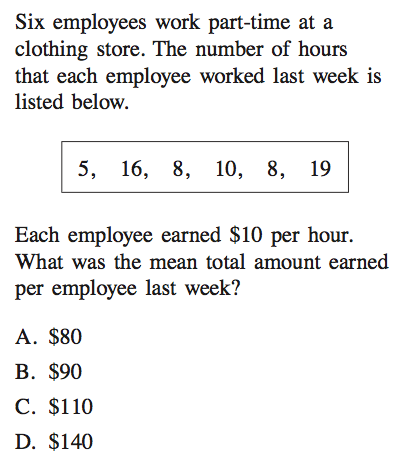 Six employees work part-time at a
clothing store. The number of hours
that each employee worked last week is
listed below.
5, 16, 8, 10, 8, 19
Each employee earned $10 per hour.
What was the mean total amount earned
per employee last week?
A. $80
B. $90
C. $110
D. $140